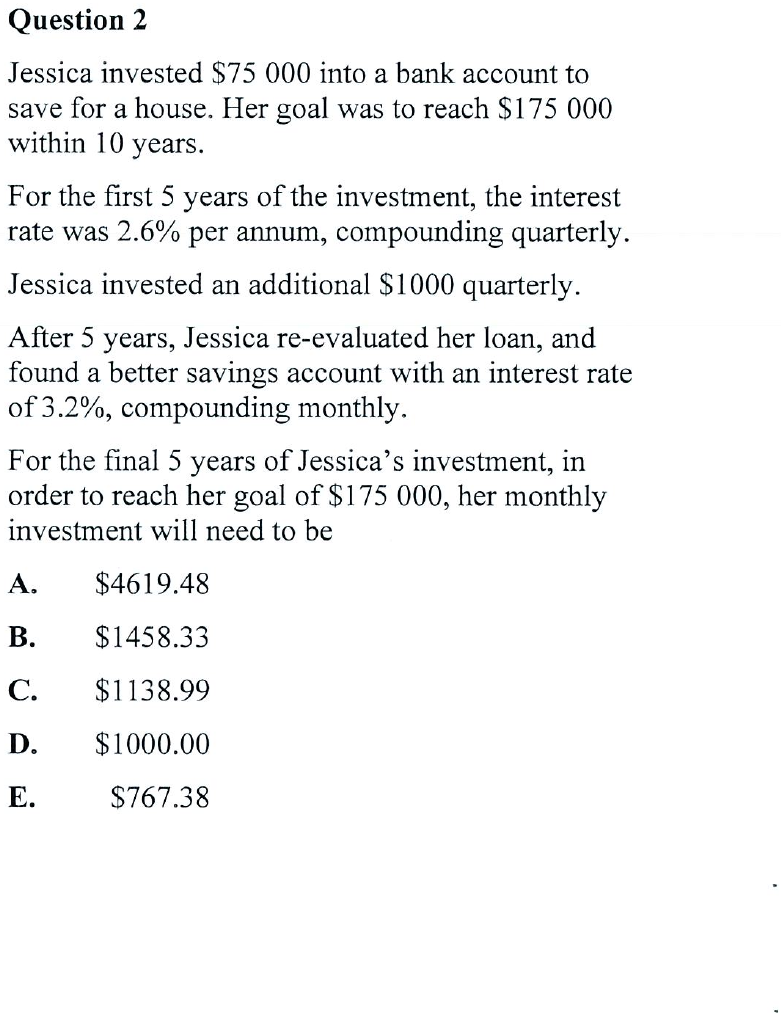 Question 2
Jessica invested $75 000 into a bank account to
save for a house. Her goal was to reach $175 000
within 10 years.
For the first 5 years of the investment, the interest
rate was 2.6% per annum, compounding quarterly.
Jessica invested an additional $1000 quarterly.
After 5 years, Jessica re-evaluated her loan, and
found a better savings account with an interest rate
of 3.2%, compounding monthly.
For the final 5 years of Jessica's investment, in
order to reach her goal of $175 000, her monthly
investment will need to be
A. $4619.48
B. $1458.33
C. $1138.99
D. $1000.00
E. $767.38